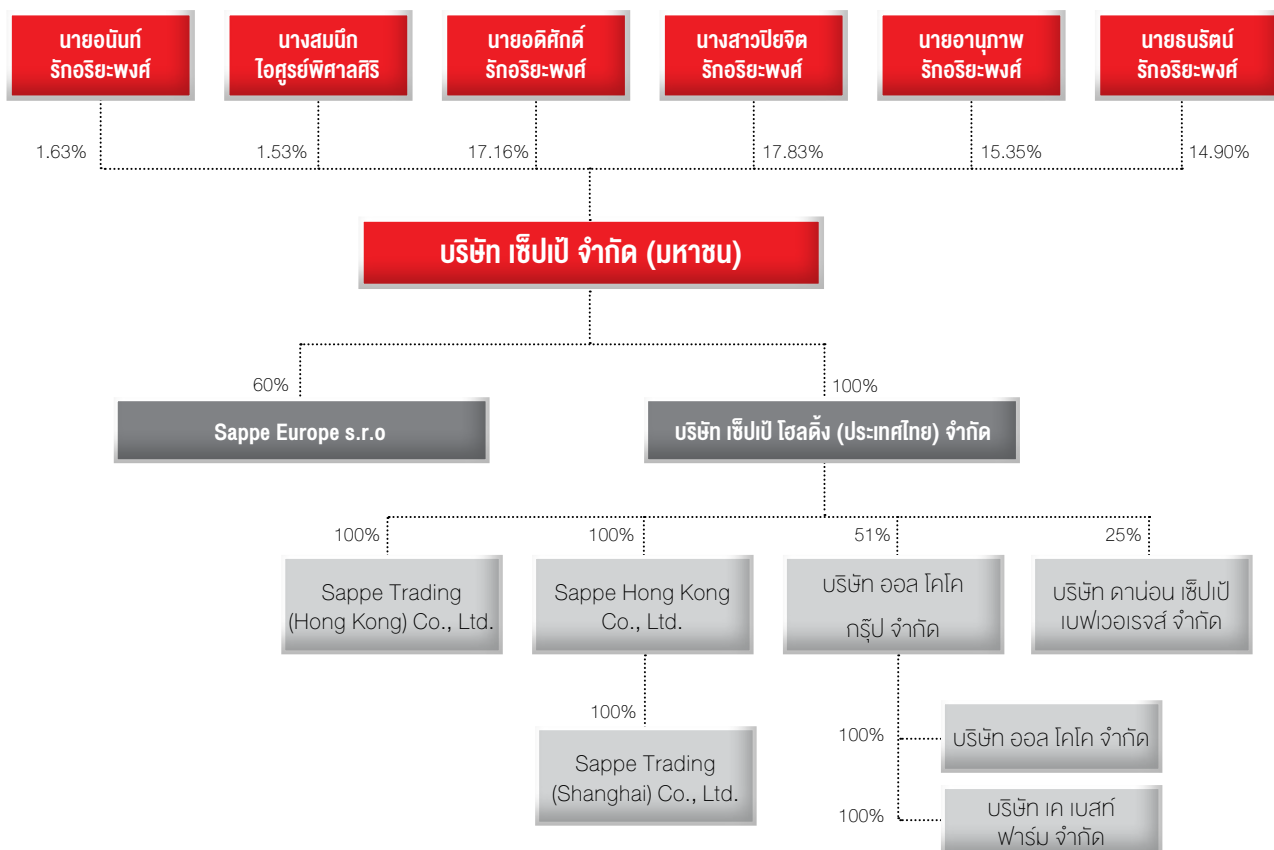 นายอนันท์
รักอริยะพงศ์
นางสมนึก
ไอศูรย์พิศาลศิริ
นายอดิศักดิ์
รักอริยะพงศ์
นางสาวปิยจิต
รักอริยะพงศ์
นายอานุภาพ
รักอริยะพงศ์
นายธนรัตน์
รักอริยะพงศ์
1.63%
1.53%
17.16%
17.83%
15.35%
14.90%
บริษัท เซ็ปเป้ จำกัด (มหาชน)
60%
100%
Sappe Europe s.r.o
บริษัท เซ็ปเป้ โฮลดิ้ง (ประเทศไทย) จำกัด
100%
100%
51%
25%
Sappe Trading
(Hong Kong) Co., Ltd.
Sappe Hong Kong
Co., Ltd.
บริษัท ออล โคโค
กรุ๊ป จำกัด
บริษัท ดาน่อน เซ็ปเป้
เบฟเวอเรจส์ จำกัด
100%
Sappe Trading
(Shanghai) Co., Ltd.
100%
บริษัท ออล โคโค จำกัด
100%
บริษัท เค เบสท์
ฟาร์ม จำกัด